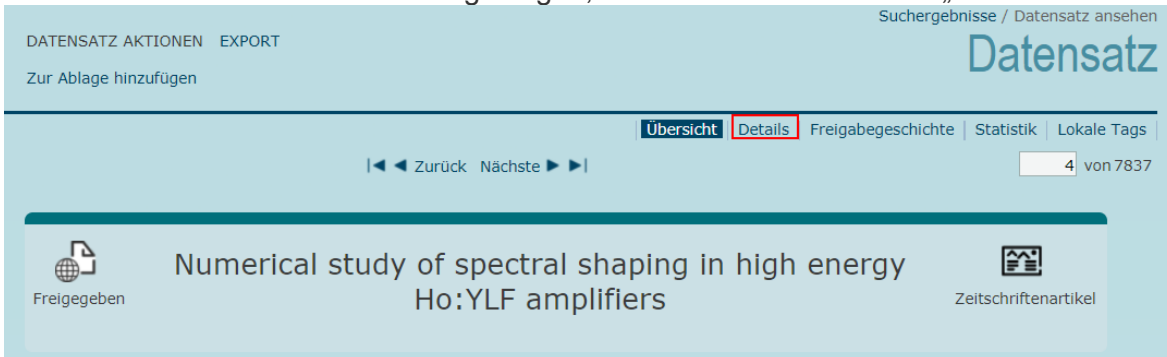 Suchergebnisse / Datensatz ansehen
DATENSATZ AKTIONEN EXPORT
Datensatz
Zur Ablage hinzufügen
Übersicht | Details | Freigabegeschichte | Statistik | Lokale Tags |
Zurück Nächste
4 von 7837
Numerical study of spectral shaping in high energy
Ho:YLF amplifiers
Freigegeben
Zeitschriftenartikel